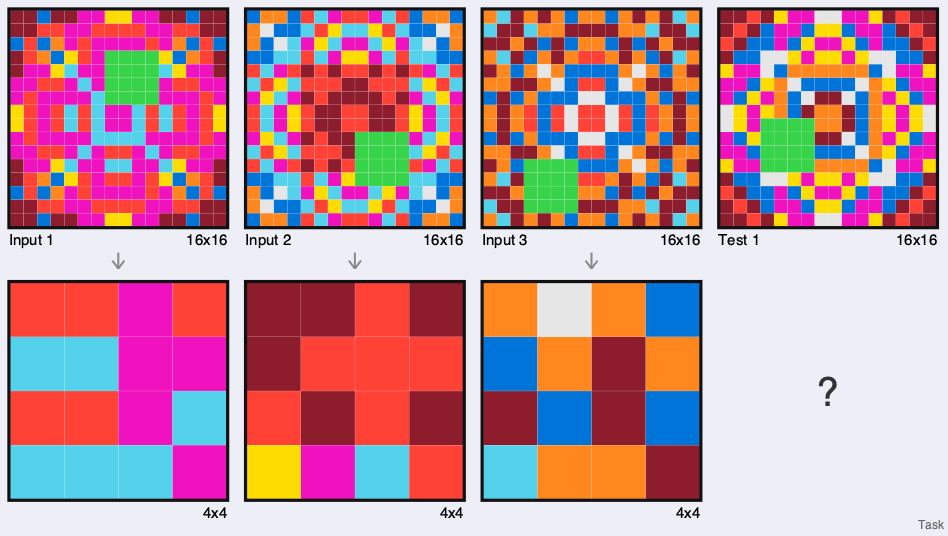 Input 1 16x16
Input 2 16x16
Input 3 16x16
Test 1 16x16
4x4
4x4
4x4
?
Task